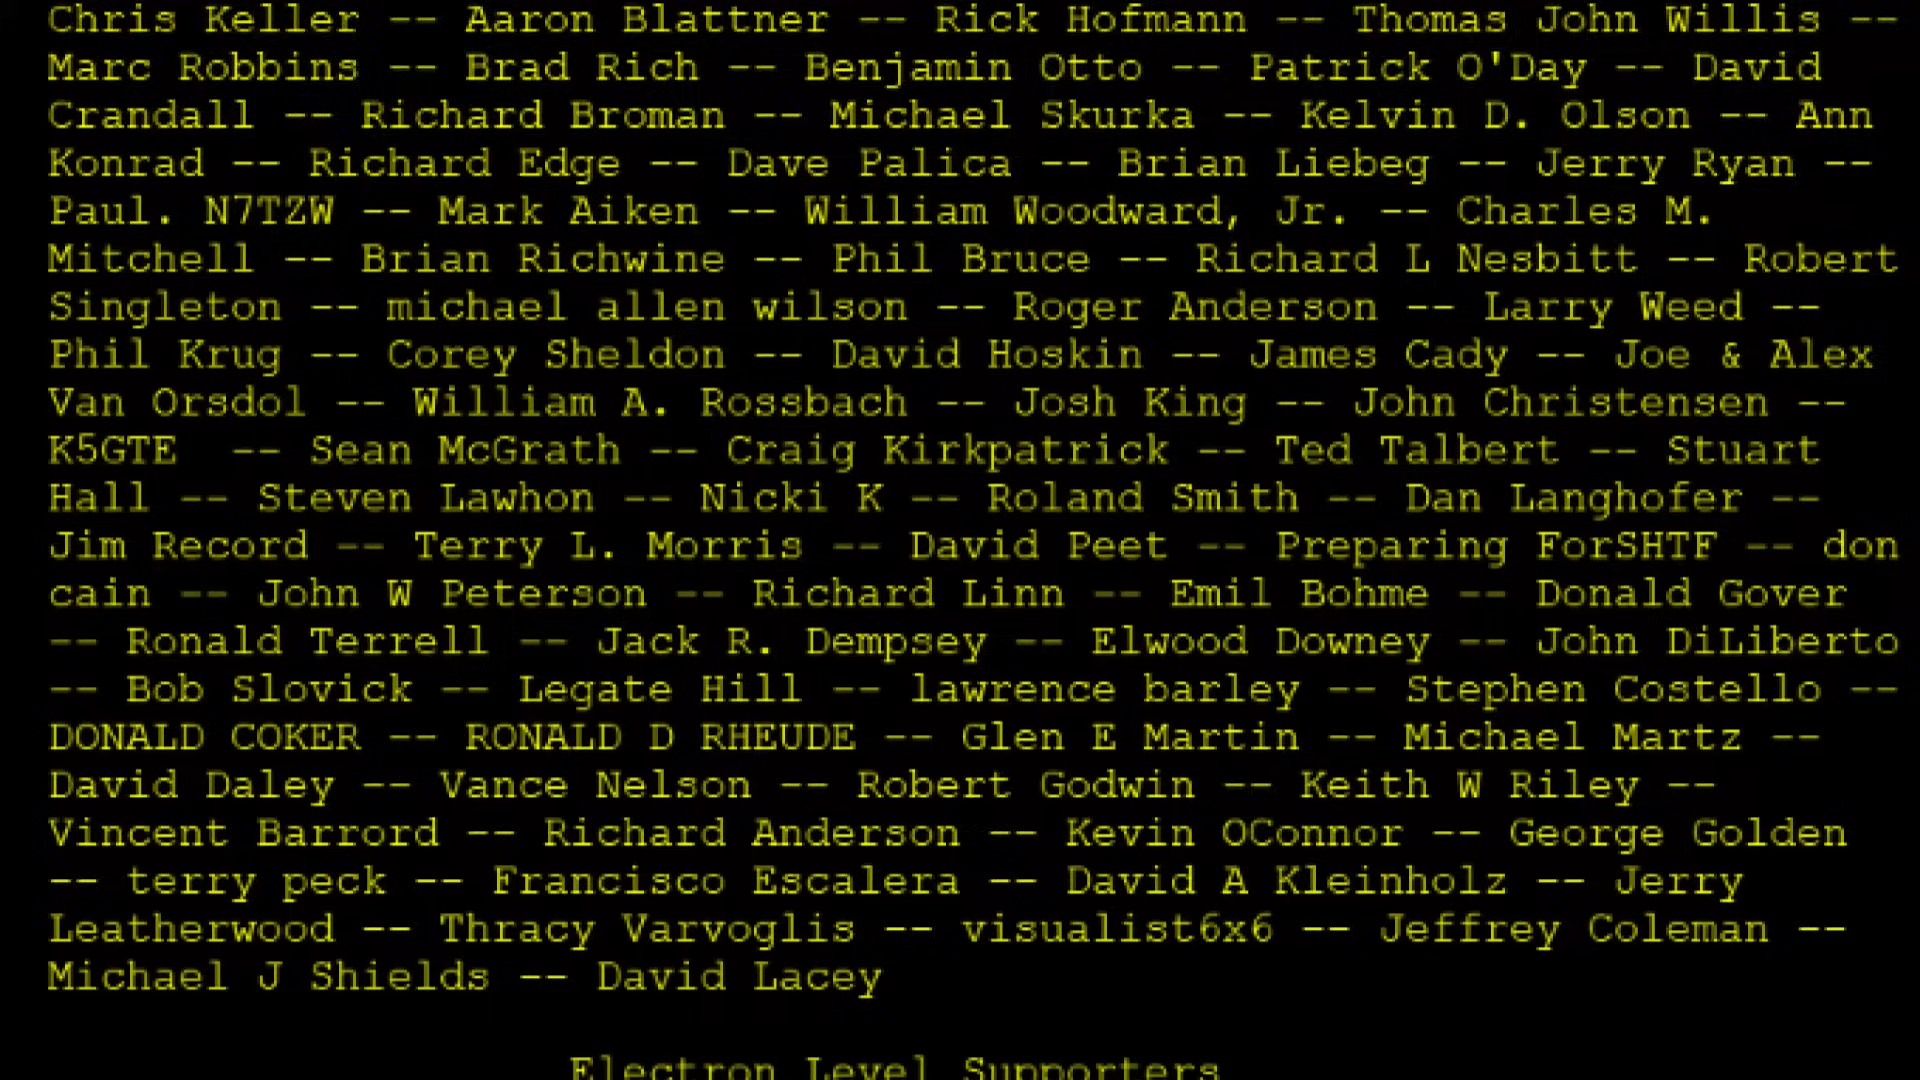 Chris Keller -- Aaron Blattner -- Rick Hofmann -- Thomas John Willis --
Marc Robbins -- Brad Rich -- Benjamin Otto -- Patrick O'Day -- David
Crandall -- Richard Broman -- Michael Skurka -- Kelvin D. Olson -- Ann
Konrad -- Richard Edge -- Dave Palica -- Brian Liebeg -- Jerry Ryan --
Paul. N7TZW -- Mark Aiken -- William Woodward, Jr. -- Charles M.
Mitchell -- Brian Richwine -- Phil Bruce -- Richard L Nesbitt -- Robert
Singleton -- michael allen wilson -- Roger Anderson -- Larry Weed --
Phil Krug -- Corey Sheldon -- David Hoskin -- James Cady -- Joe & Alex
Van Orsdol -- William A. Rossbach -- Josh King -- John Christensen --
K5GTE  -- Sean McGrath -- Craig Kirkpatrick -- Ted Talbert -- Stuart
Hall -- Steven Lawhon -- Nicki K -- Roland Smith -- Dan Langhofer --
Jim Record -- Terry L. Morris -- David Peet -- Preparing ForSHTF -- don
cain -- John W Peterson -- Richard Linn -- Emil Bohme -- Donald Gover
-- Ronald Terrell -- Jack R. Dempsey -- Elwood Downey -- John DiLiberto
-- Bob Slovick -- Legate Hill -- lawrence barley -- Stephen Costello --
DONALD COKER -- RONALD D RHEUDE -- Glen E Martin -- Michael Martz --
David Daley -- Vance Nelson -- Robert Godwin -- Keith W Riley --
Vincent Barrord -- Richard Anderson -- Kevin OConnor -- George Golden
-- terry peck -- Francisco Escalera -- David A Kleinholz -- Jerry
Leatherwood -- Thracy Varvoglis -- visualist6x6 -- Jeffrey Coleman --
Michael J Shields -- David Lacey
Electron Level Supporters